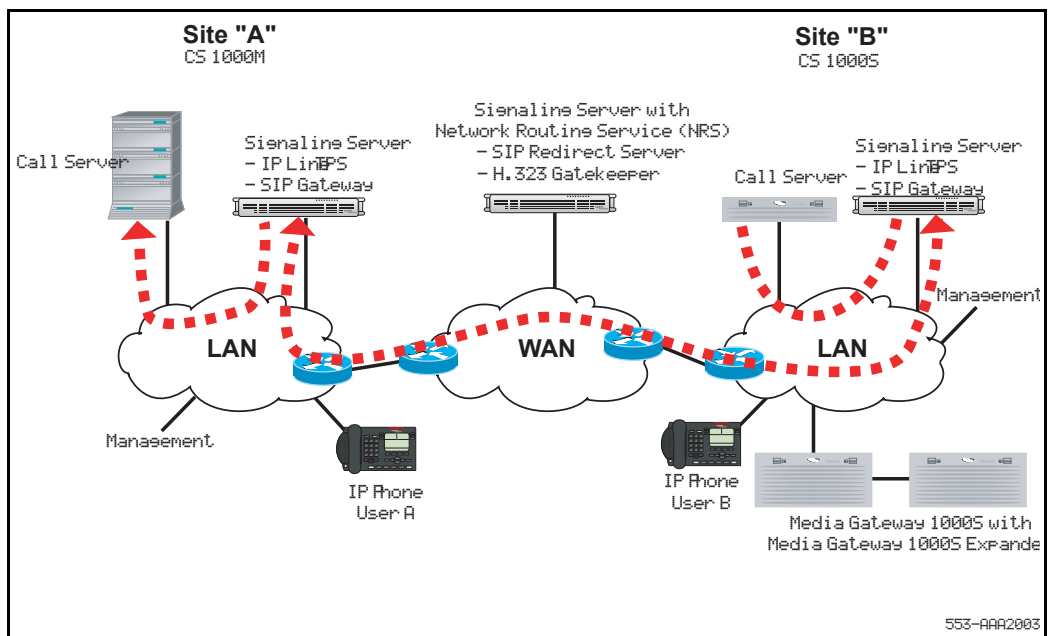 Site "A"
CS 1000M
Site "B"
CS 1000S
Signaling Server with
Network Routing Service (NRS)
- SIP Redirect Server
- H.323 Gatekeeper
Call Server
Signaling Server
- IP Line TPS
- SIP Gateway
Call Server
Signaling Server
- IP Line TPS
- SIP Gateway
Management
LAN
WAN
LAN
Management
IP Phone
User A
IP Phone
User B
Media Gateway 1000S with
Media Gateway 1000S Expande
553-AAA2003